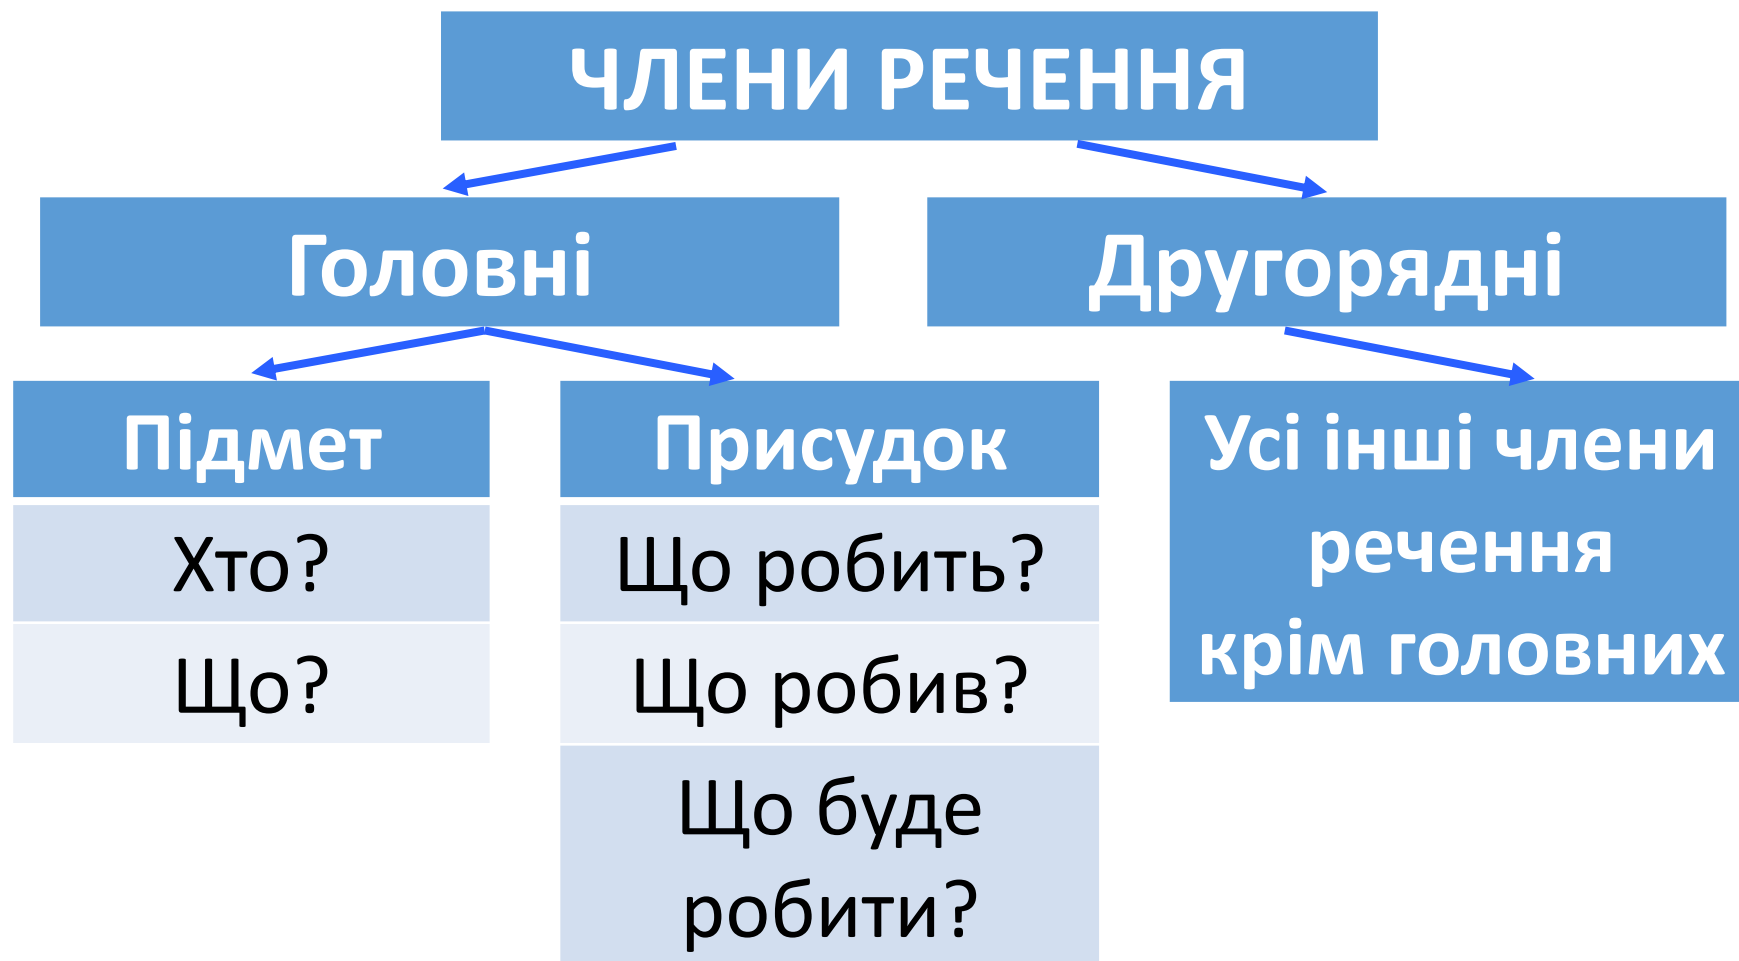 ЧЛЕНИ РЕЧЕННЯ
Головні
Другорядні
Підмет
Хто?
Що?
Присудок
Що робить?
Що робив?
Що буде
робити?
Усі інші члени
речення
крім головних